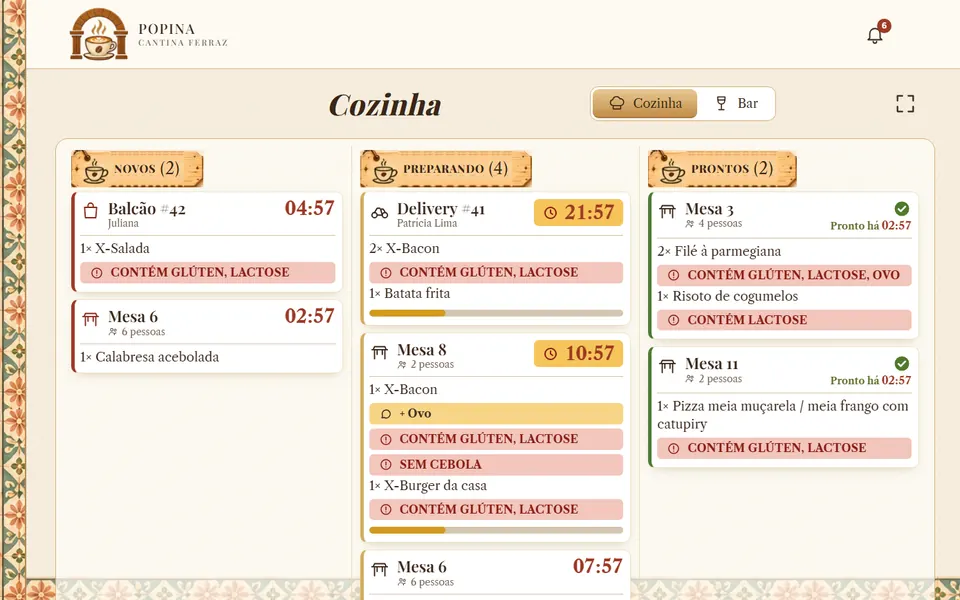 POPINA
CANTINA FERRAZ
6
Cozinha
Cozinha
Bar
NOVOS (2)
Balcão #42
04:57
Juliana
1× X-Salada
CONTÉM GLÚTEN, LACTOSE
Mesa 6
02:57
6 pessoas
1× Calabresa acebolada
PREPARANDO (4)
Delivery #41
21:57
Patrícia Lima
2× X-Bacon
CONTÉM GLÚTEN, LACTOSE
1× Batata frita
Mesa 8
10:57
2 pessoas
1× X-Bacon
+ Ovo
CONTÉM GLÚTEN, LACTOSE
SEM CEBOLA
1× X-Burger da casa
CONTÉM GLÚTEN, LACTOSE
Mesa 6
07:57
6 pessoas
PRONTOS (2)
Mesa 3
4 pessoas
Pronto há 02:57
2× Filé à parmegiana
CONTÉM GLÚTEN, LACTOSE, OVO
1× Risoto de cogumelos
CONTÉM LACTOSE
Mesa 11
2 pessoas
Pronto há 02:57
1× Pizza meia muçarela / meia frango com
catupiry
CONTÉM GLÚTEN, LACTOSE